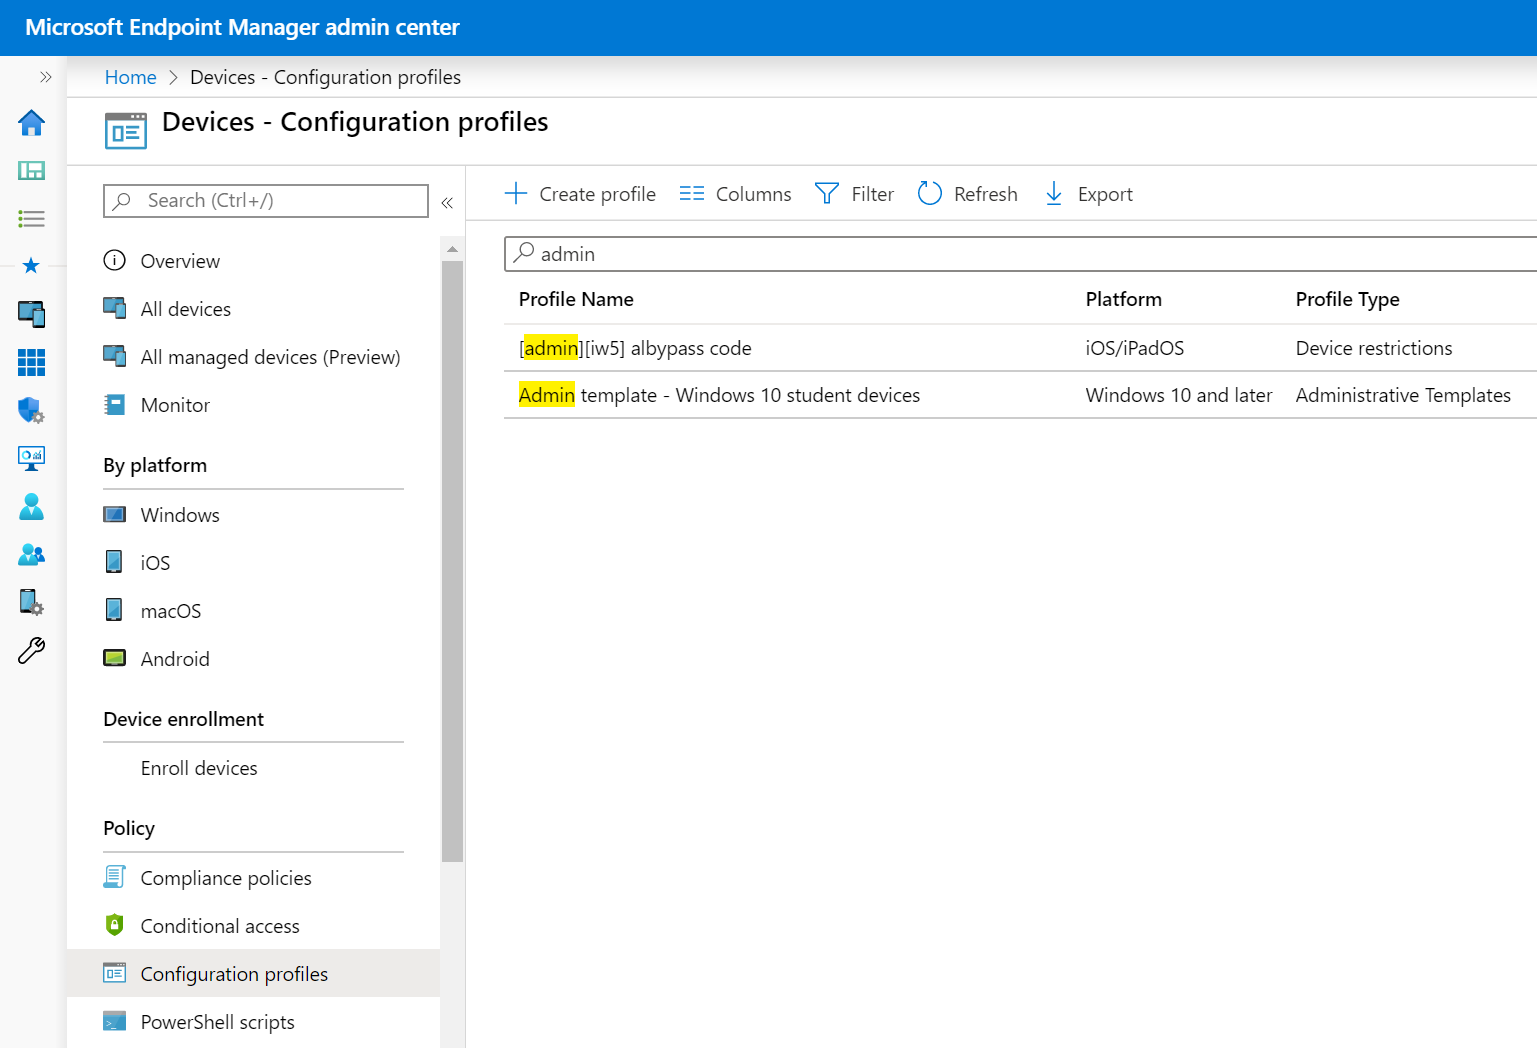 Microsoft Endpoint Manager admin center
Home > Devices - Configuration profiles
Devices - Configuration profiles
Search (Ctrl+/)
Overview
All devices
All managed devices (Preview)
Monitor
By platform
Windows
iOS
macOS
Android
Device enrollment
Enroll devices
Policy
Compliance policies
Conditional access
Configuration profiles
PowerShell scripts
Create profile Columns Filter Refresh Export
admin
Profile Name Platform Profile Type
[admin][iw5] albypass code iOS/iPadOS Device restrictions
Admin template - Windows 10 student devices Windows 10 and later Administrative Templates